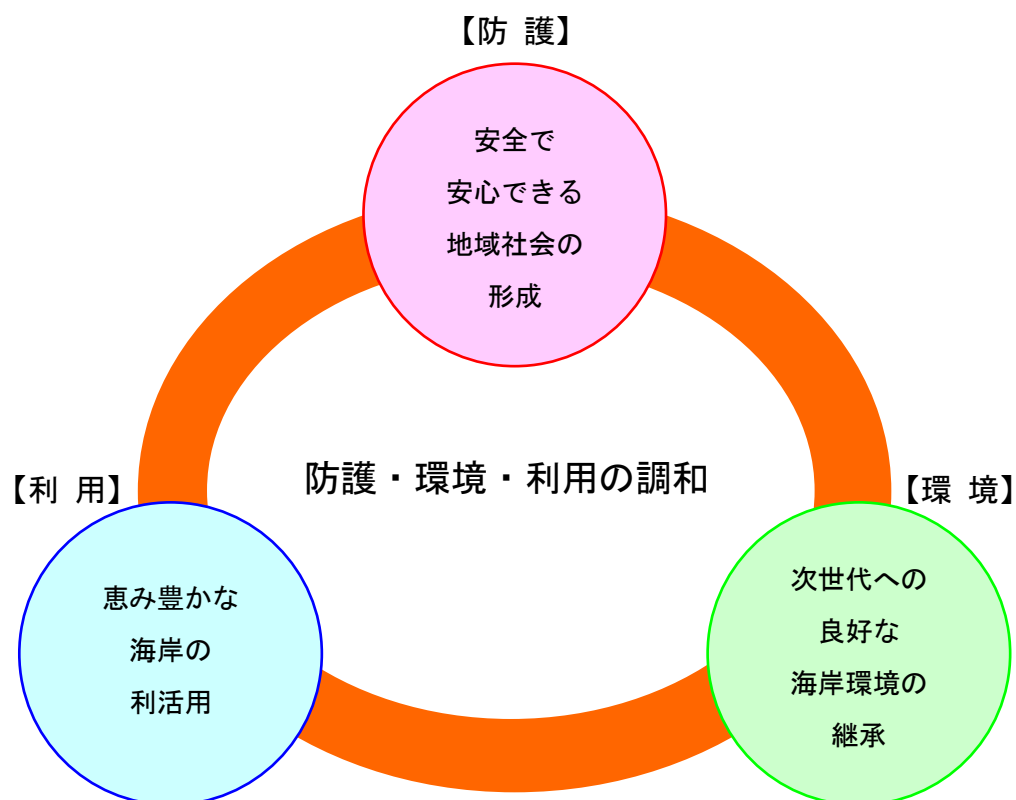 【防 護】
安全で
安心できる
地域社会の
形成
防護・環境・利用の調和
【利 用】
恵み豊かな
海岸の
利活用
【環 境】
次世代への
良好な
海岸環境の
継承